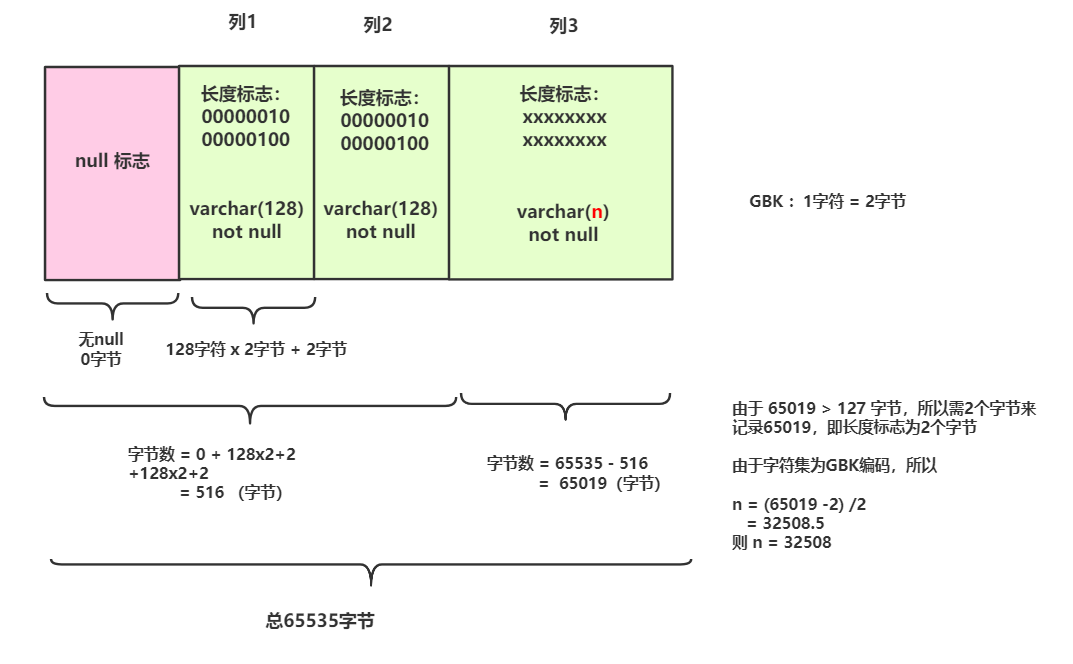 列1
列2
列3
null 标志
长度标志：
00000010
00000100
varchar(128)
not null
长度标志：
00000010
00000100
varchar(128)
not null
长度标志：
xxxxxxxx
xxxxxxxx
varchar(n)
not null
GBK ：1字符 = 2字节
无null
0字节
128字符 x 2字节 + 2字节
字节数 = 0 + 128x2+2
+128x2+2
= 516 （字节）
字节数 = 65535 - 516
= 65019（字节）
由于 65019 > 127 字节，所以需2个字节来
记录65019，即长度标志为2个字节
由于字符集为GBK编码，所以
n = (65019 -2) /2
= 32508.5
则 n = 32508
总65535字节